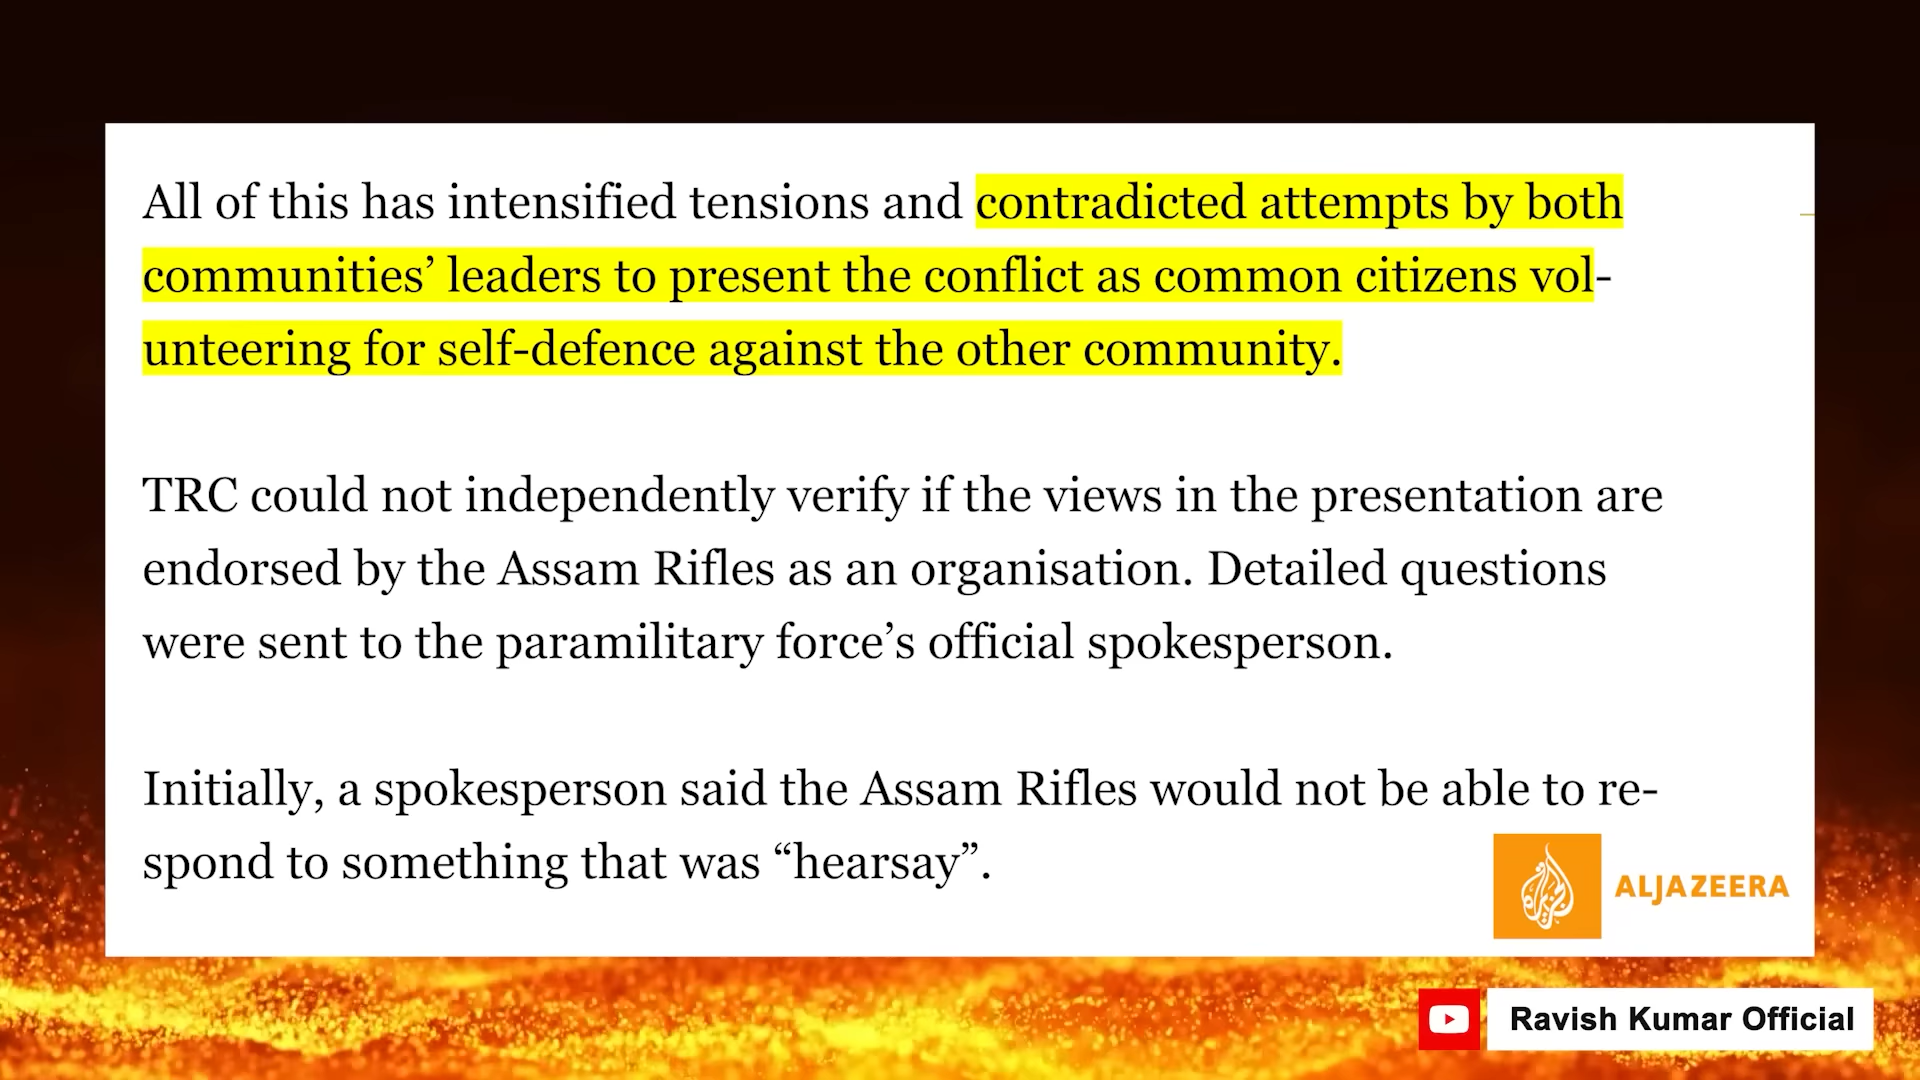 All of this has intensified tensions and contradicted attempts by both
communities’ leaders to present the conflict as common citizens vol-
unteering for self-defence against the other community.
TRC could not independently verify if the views in the presentation are
endorsed by the Assam Rifles as an organisation. Detailed questions
were sent to the paramilitary force’s official spokesperson.
Initially, a spokesperson said the Assam Rifles would not be able to re-
spond to something that was “hearsay”.
ALJAZEERA
Ravish Kumar Official